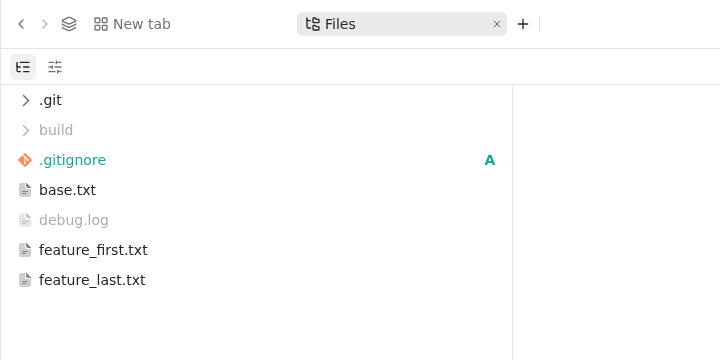 New tab
Files
.git
build
.gitignore A
base.txt
debug.log
feature_first.txt
feature_last.txt